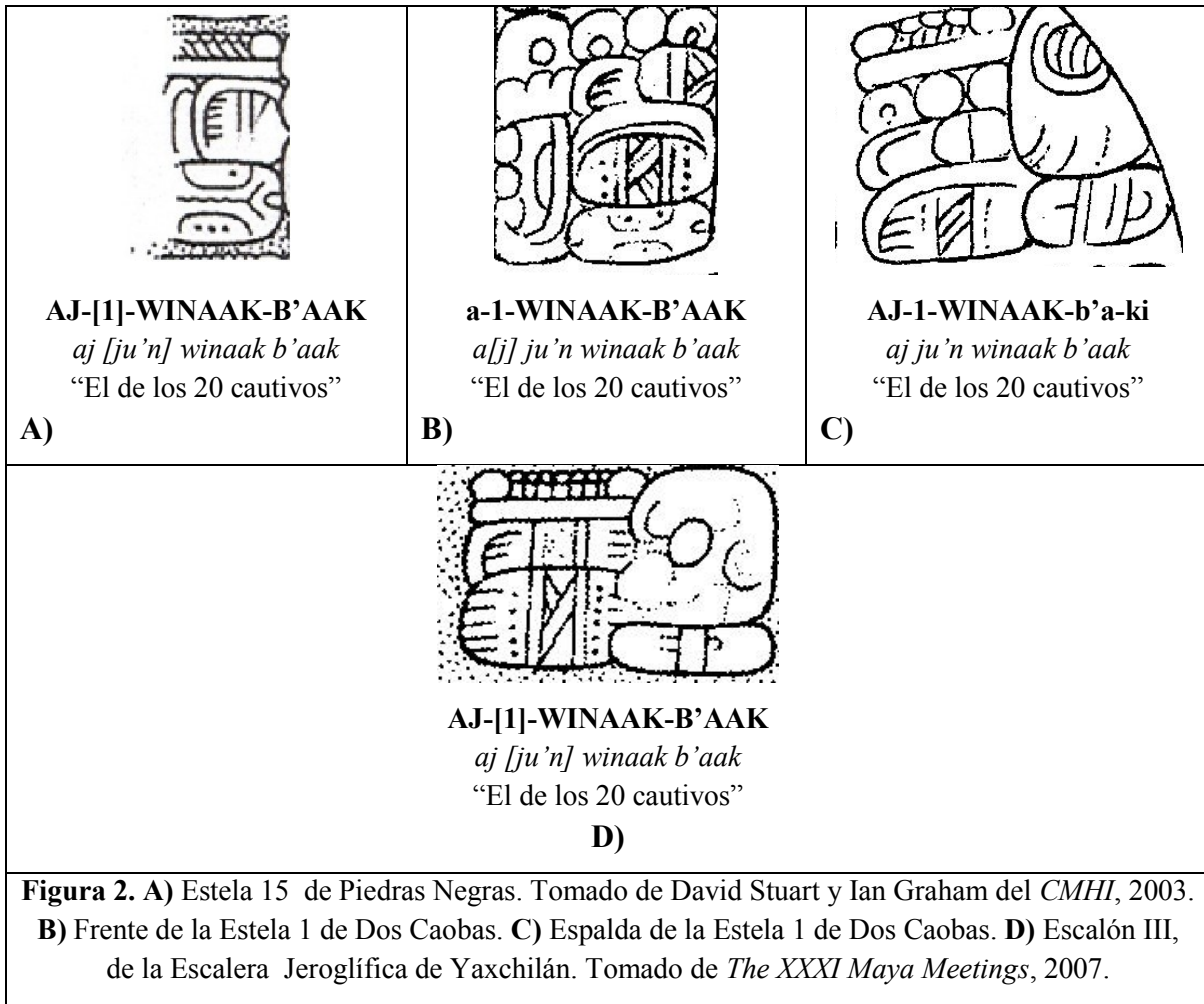 AJ-[1]-WINAAK-B’AAK
aj [ju’n] winaak b’aak
“El de los 20 cautivos”
A)
a-1-WINAAK-B’AAK
a[j] ju’n winaak b’aak
“El de los 20 cautivos”
B)
AJ-1-WINAAK-b’a-ki
aj ju’n winaak b’aak
“El de los 20 cautivos”
C)
AJ-[1]-WINAAK-B’AAK
aj [ju’n] winaak b’aak
“El de los 20 cautivos”
D)
Figura 2. A) Estela 15 de Piedras Negras. Tomado de David Stuart y Ian Graham del CMHI, 2003.
B) Frente de la Estela 1 de Dos Caobas. C) Espalda de la Estela 1 de Dos Caobas. D) Escalón III,
de la Escalera Jeroglífica de Yaxchilán. Tomado de The XXXI Maya Meetings, 2007.